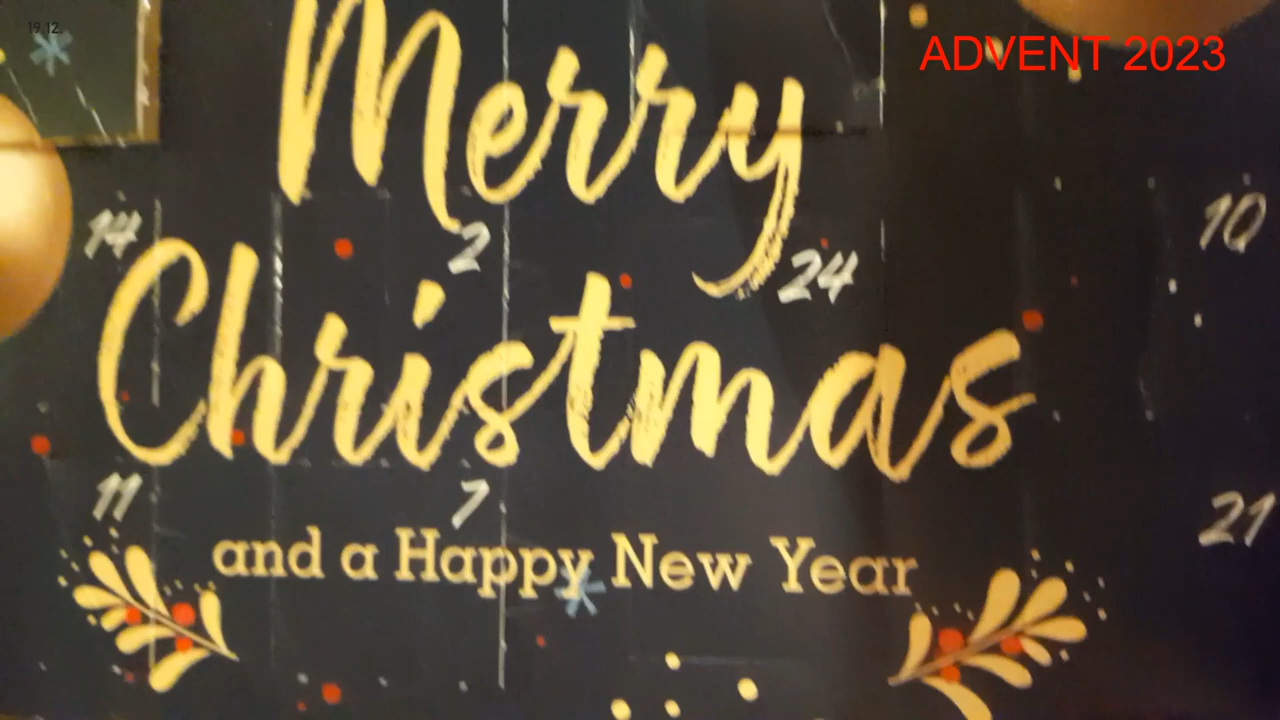 19.12.
ADVENT 2023
Merry
14
2
24
10
Christmas
11
7
21
and a Happy New Year